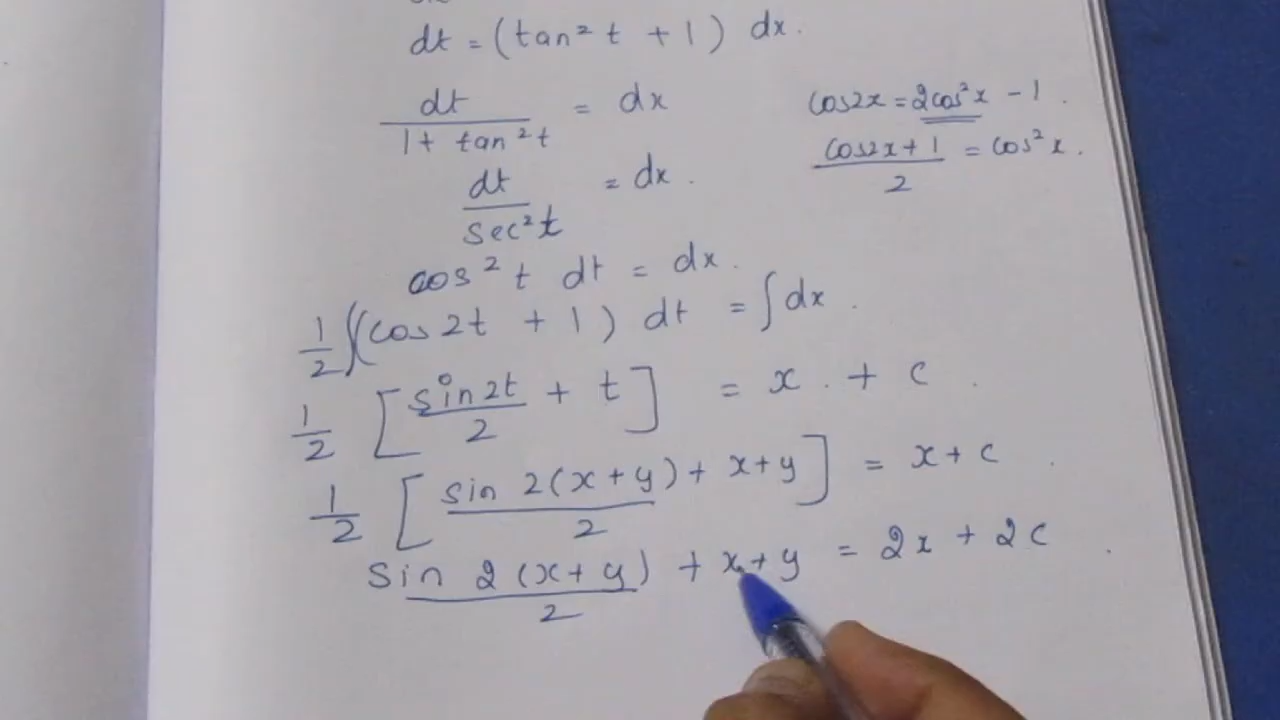 dt = (tan² t + 1) dx.
dt / 1 + tan² t = dx
cos2x = 2cos²x - 1.
cos2x + 1 / 2 = cos² x.
dt / sec² t = dx.
cos² t dt = dx.
1/2 ∫(cos 2t + 1) dt = ∫ dx.
1/2 [sin 2t / 2 + t] = x + c.
1/2 [sin 2(x+y) / 2 + x+y] = x + c.
sin 2(x+y) / 2 + x+y = 2x + 2c.